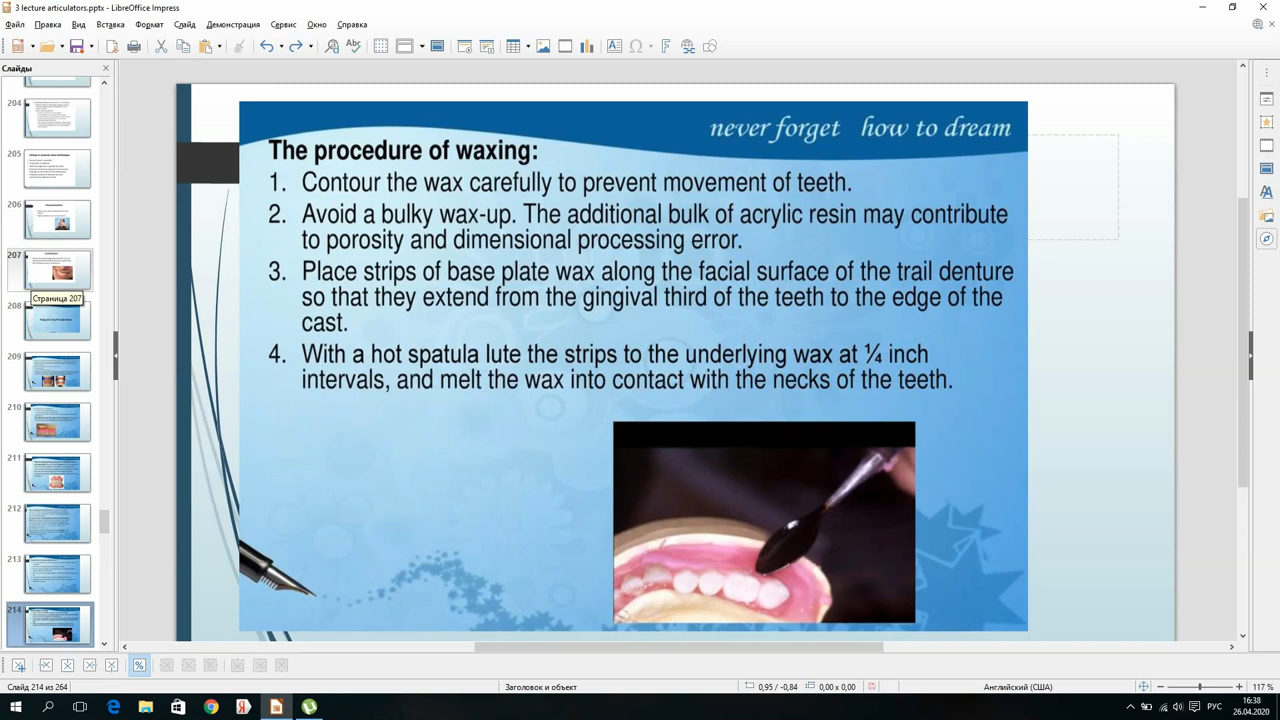 3 lecture articulators.pptx - LibreOffice Impress
Файл Правка Вид Вставка Формат Слайд Демонстрация Сервис Окно Справка
Слайды
never forget how to dream
The procedure of waxing:
1. Contour the wax carefully to prevent movement of teeth.
2. Avoid a bulky wax-up. The additional bulk of acrylic resin may contribute
to porosity and dimensional processing error.
3. Place strips of base plate wax along the facial surface of the trail denture
so that they extend from the gingival third of the teeth to the edge of the
cast.
4. With a hot spatula lute the strips to the underlying wax at ¼ inch
intervals, and melt the wax into contact with the necks of the teeth.
204
205
206
207
Страница 207
208
209
210
211
212
213
214
Слайд 214 из 264
Заголовок и объект
0,95 / -0,84
0,00 x 0,00
Английский (США)
117 %
РУС
16:38
26.04.2020